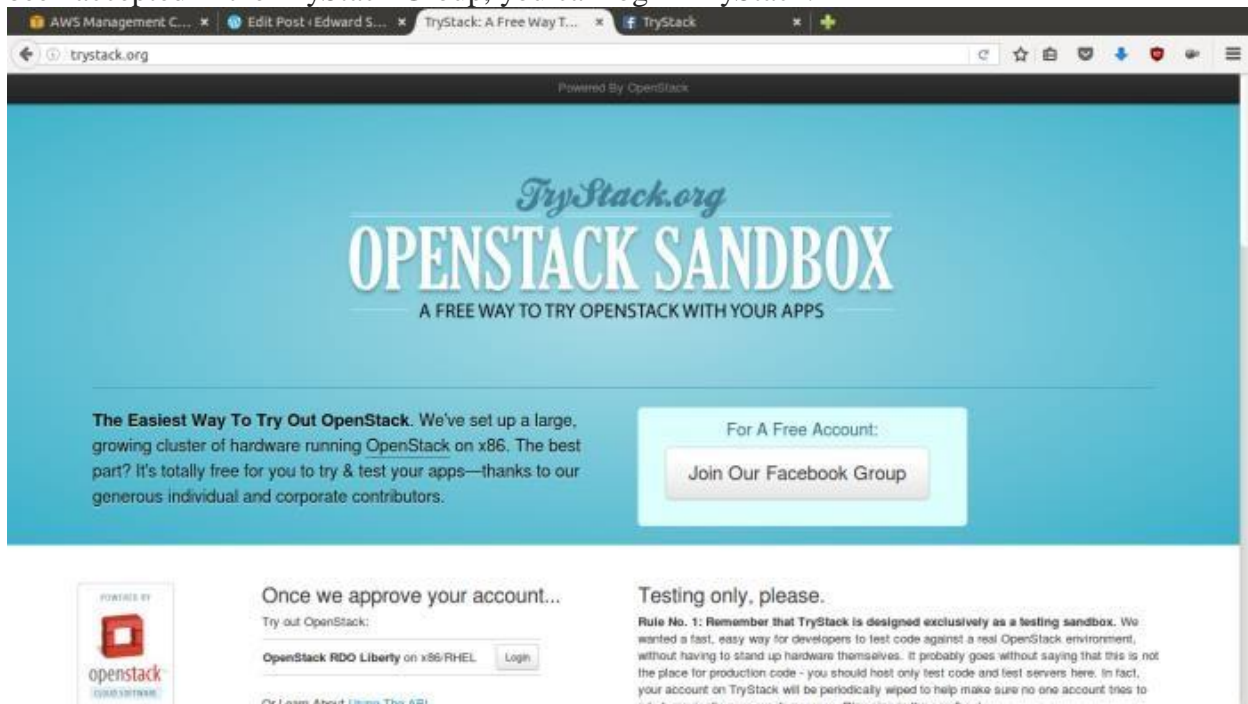 AWS Management C...
Edit Post ‹ Edward S...
TryStack: A Free Way T...
TryStack
trystack.org
Powered By OpenStack
TryStack.org
OPENSTACK SANDBOX
A FREE WAY TO TRY OPENSTACK WITH YOUR APPS
The Easiest Way To Try Out OpenStack. We've set up a large,
growing cluster of hardware running OpenStack on x86. The best
part? It's totally free for you to try & test your apps—thanks to our
generous individual and corporate contributors.
For A Free Account:
Join Our Facebook Group
POWERED BY
openstack
CLOUD SOFTWARE
Once we approve your account...
Try out OpenStack:
OpenStack RDO Liberty on x86/RHEL
Login
Testing only, please.
Rule No. 1: Remember that TryStack is designed exclusively as a testing sandbox. We
wanted a fast, easy way for developers to test code against a real OpenStack environment,
without having to stand up hardware themselves. It probably goes without saying that this is not
the place for production code - you should host only test code and test servers here. In fact,
your account on TryStack will be periodically wiped to help make sure no one account tries to